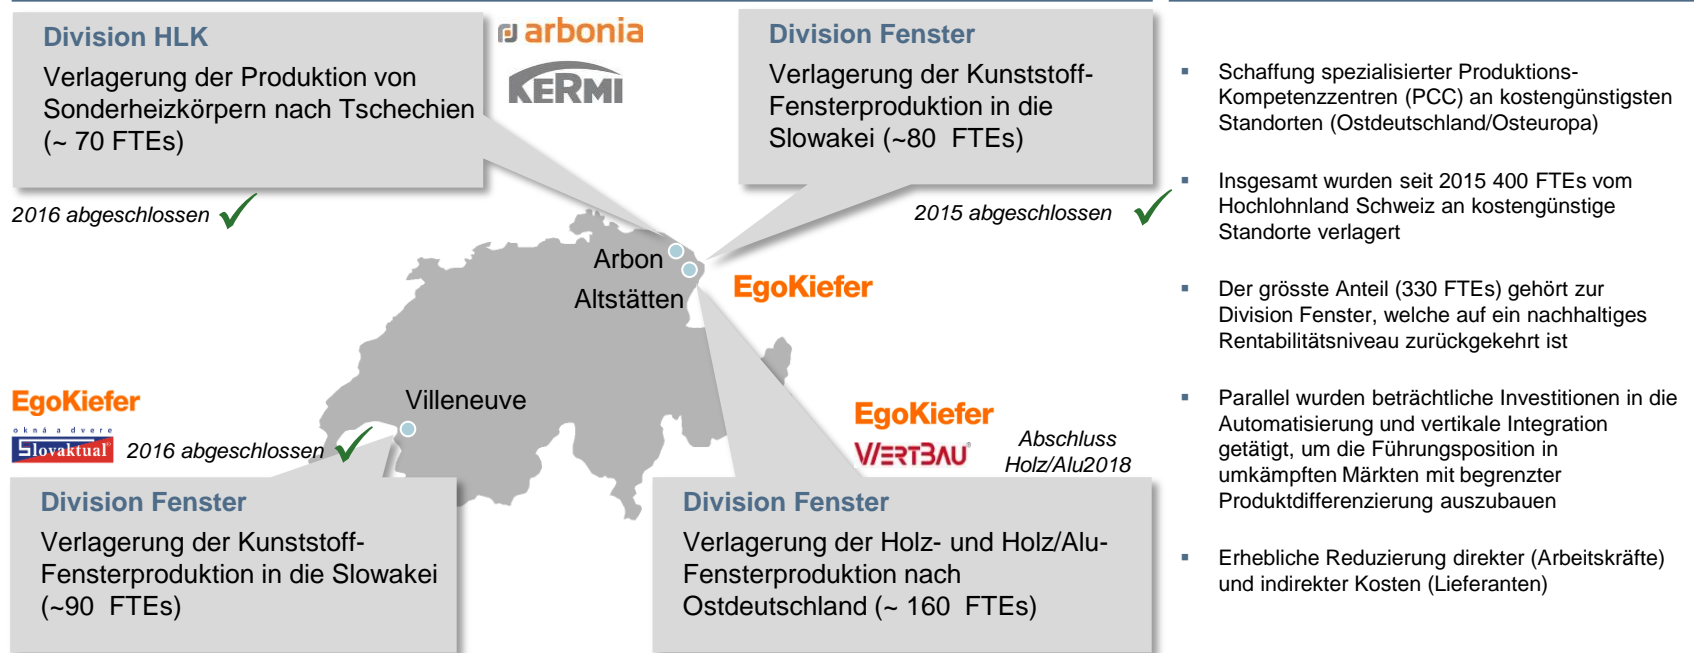 Division HLK
Verlagerung der Produktion von
Sonderheizkörpern nach Tschechien
(~ 70 FTEs)
arbonia
KERMI
2016 abgeschlossen
Division Fenster
Verlagerung der Kunststoff-
Fensterproduktion in die
Slowakei (~80 FTEs)
2015 abgeschlossen
Arbon
Altstätten
EgoKiefer
Villeneuve
EgoKiefer
okná a dvere
Slovaktual
2016 abgeschlossen
EgoKiefer
WERTBAU®
Abschluss
Holz/Alu2018
Division Fenster
Verlagerung der Kunststoff-
Fensterproduktion in die Slowakei
(~90 FTEs)
Division Fenster
Verlagerung der Holz- und Holz/Alu-
Fensterproduktion nach
Ostdeutschland (~ 160 FTEs)
▪ Schaffung spezialisierter Produktions-
Kompetenzzentren (PCC) an kostengünstigsten
Standorten (Ostdeutschland/Osteuropa)
▪ Insgesamt wurden seit 2015 400 FTEs vom
Hochlohnland Schweiz an kostengünstige
Standorte verlagert
▪ Der grösste Anteil (330 FTEs) gehört zur
Division Fenster, welche auf ein nachhaltiges
Rentabilitätsniveau zurückgekehrt ist
▪ Parallel wurden beträchtliche Investitionen in die
Automatisierung und vertikale Integration
getätigt, um die Führungsposition in
umkämpften Märkten mit begrenzter
Produktdifferenzierung auszubauen
▪ Erhebliche Reduzierung direkter (Arbeitskräfte)
und indirekter Kosten (Lieferanten)